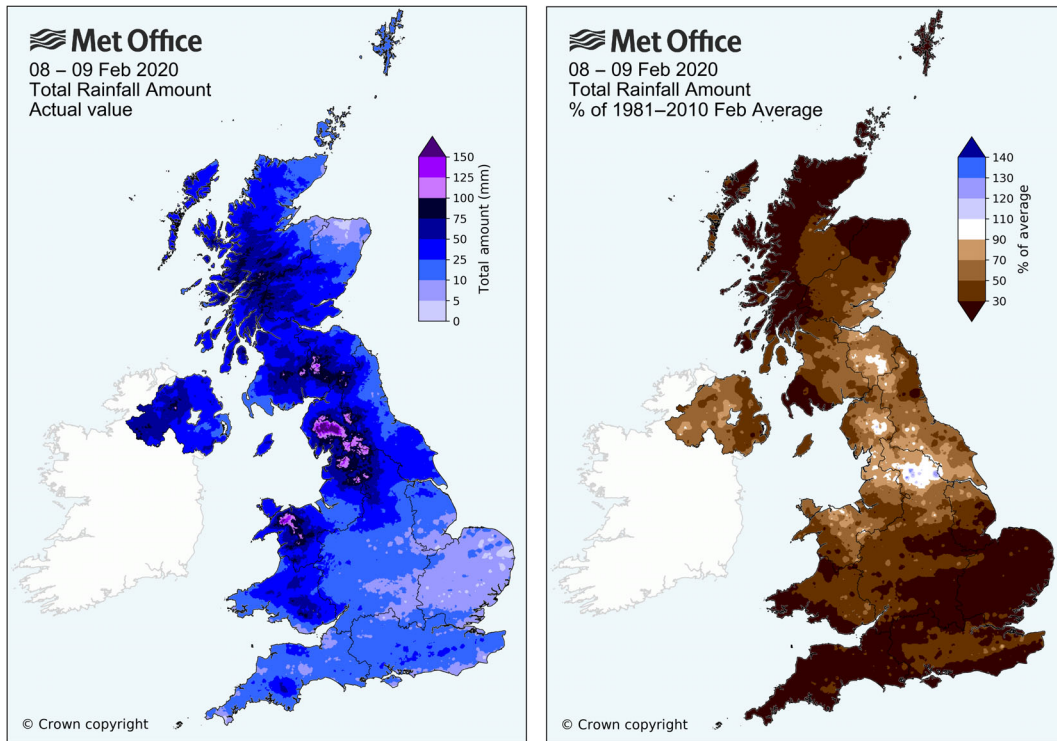 Met Office
08 – 09 Feb 2020
Total Rainfall Amount
Actual value
150
125
100
75
50
25
10
5
0
Total amount (mm)
© Crown copyright
Met Office
08 – 09 Feb 2020
Total Rainfall Amount
% of 1981–2010 Feb Average
140
130
120
110
90
70
50
30
% of average
© Crown copyright